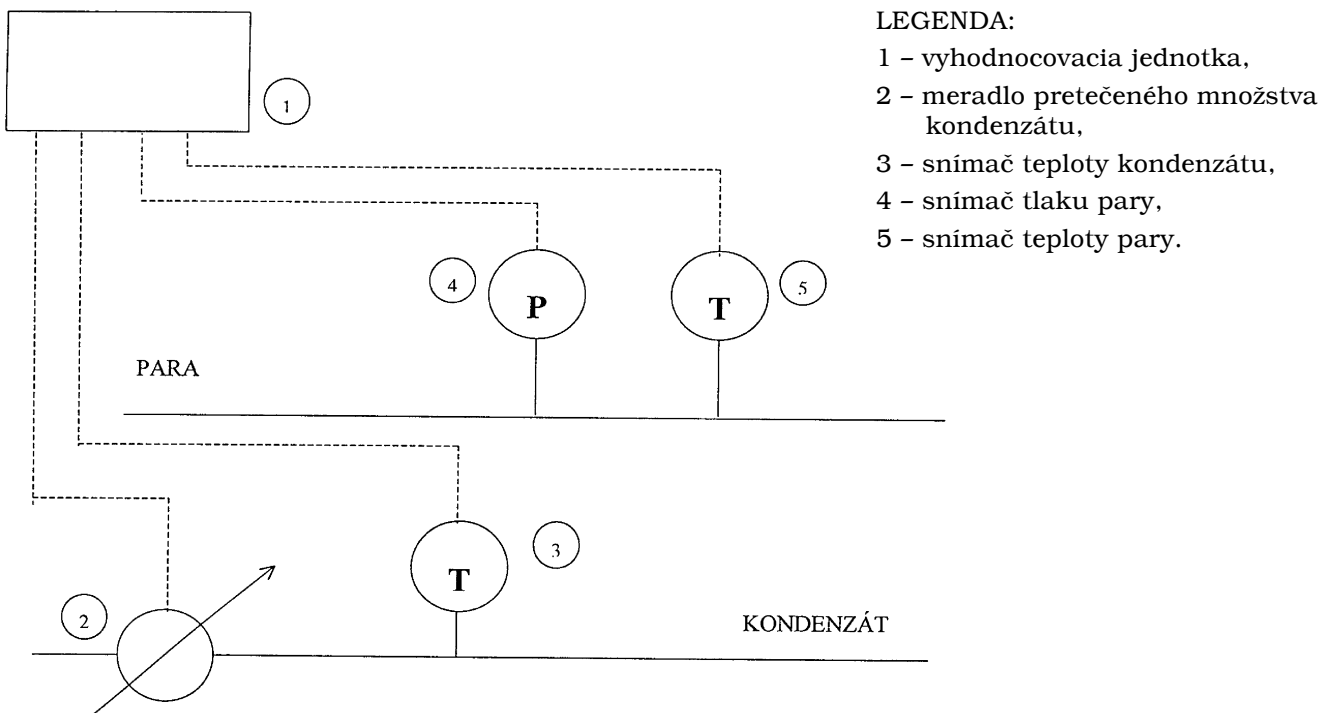 LEGENDA:
1 – vyhodnocovacia jednotka,
2 – meradlo pretečeného množstva
kondenzátu,
3 – snímač teploty kondenzátu,
4 – snímač tlaku pary,
5 – snímač teploty pary.
1
4
P
T
5
PARA
T
3
2
KONDENZÁT